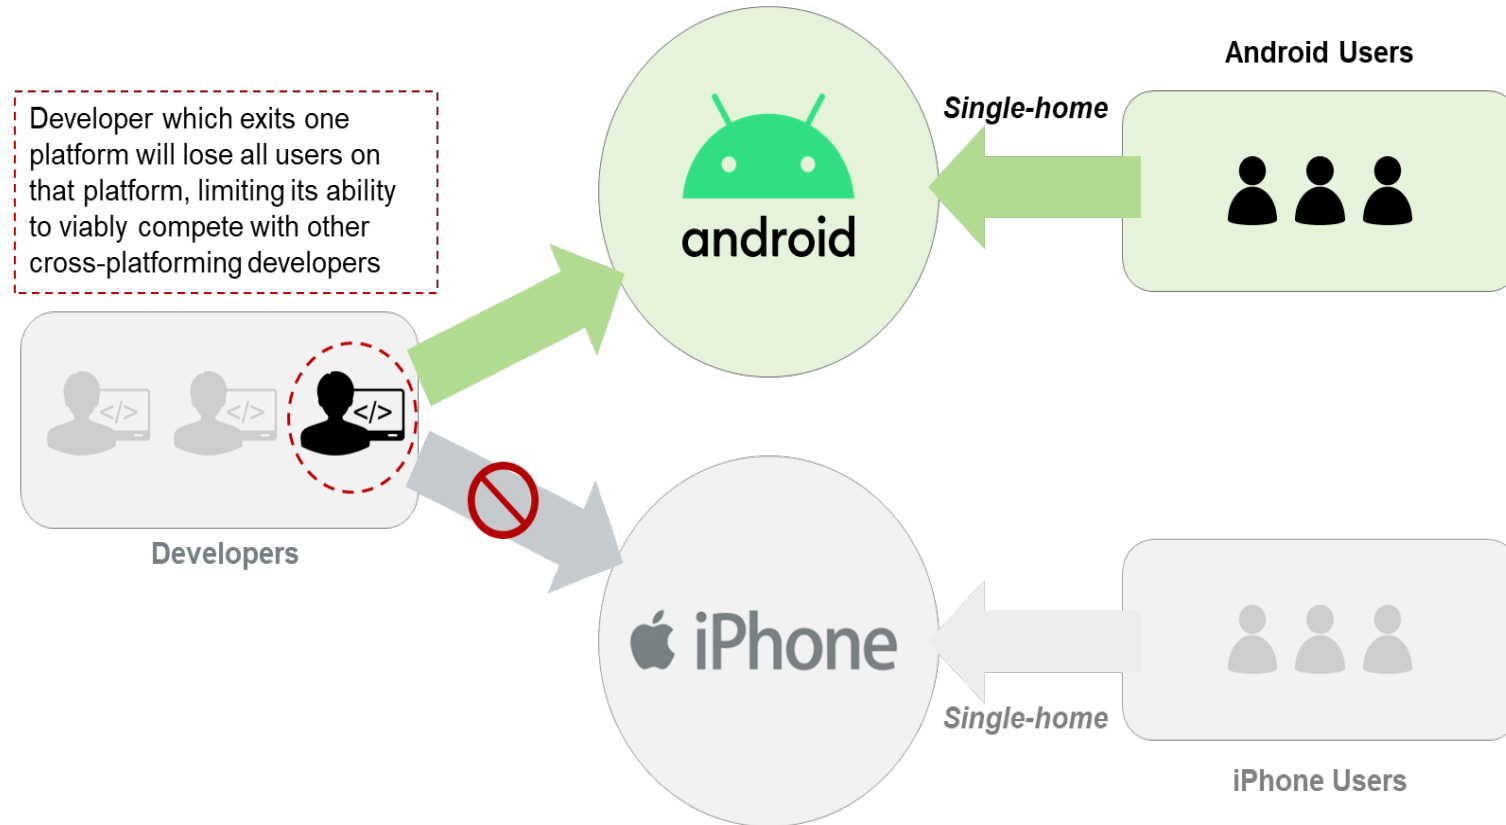 Android Users
Single-home
Developer which exits one
platform will lose all users on
that platform, limiting its ability
to viably compete with other
cross-platforming developers
android
</>
</>
</>
Developers
iPhone
Single-home
iPhone Users